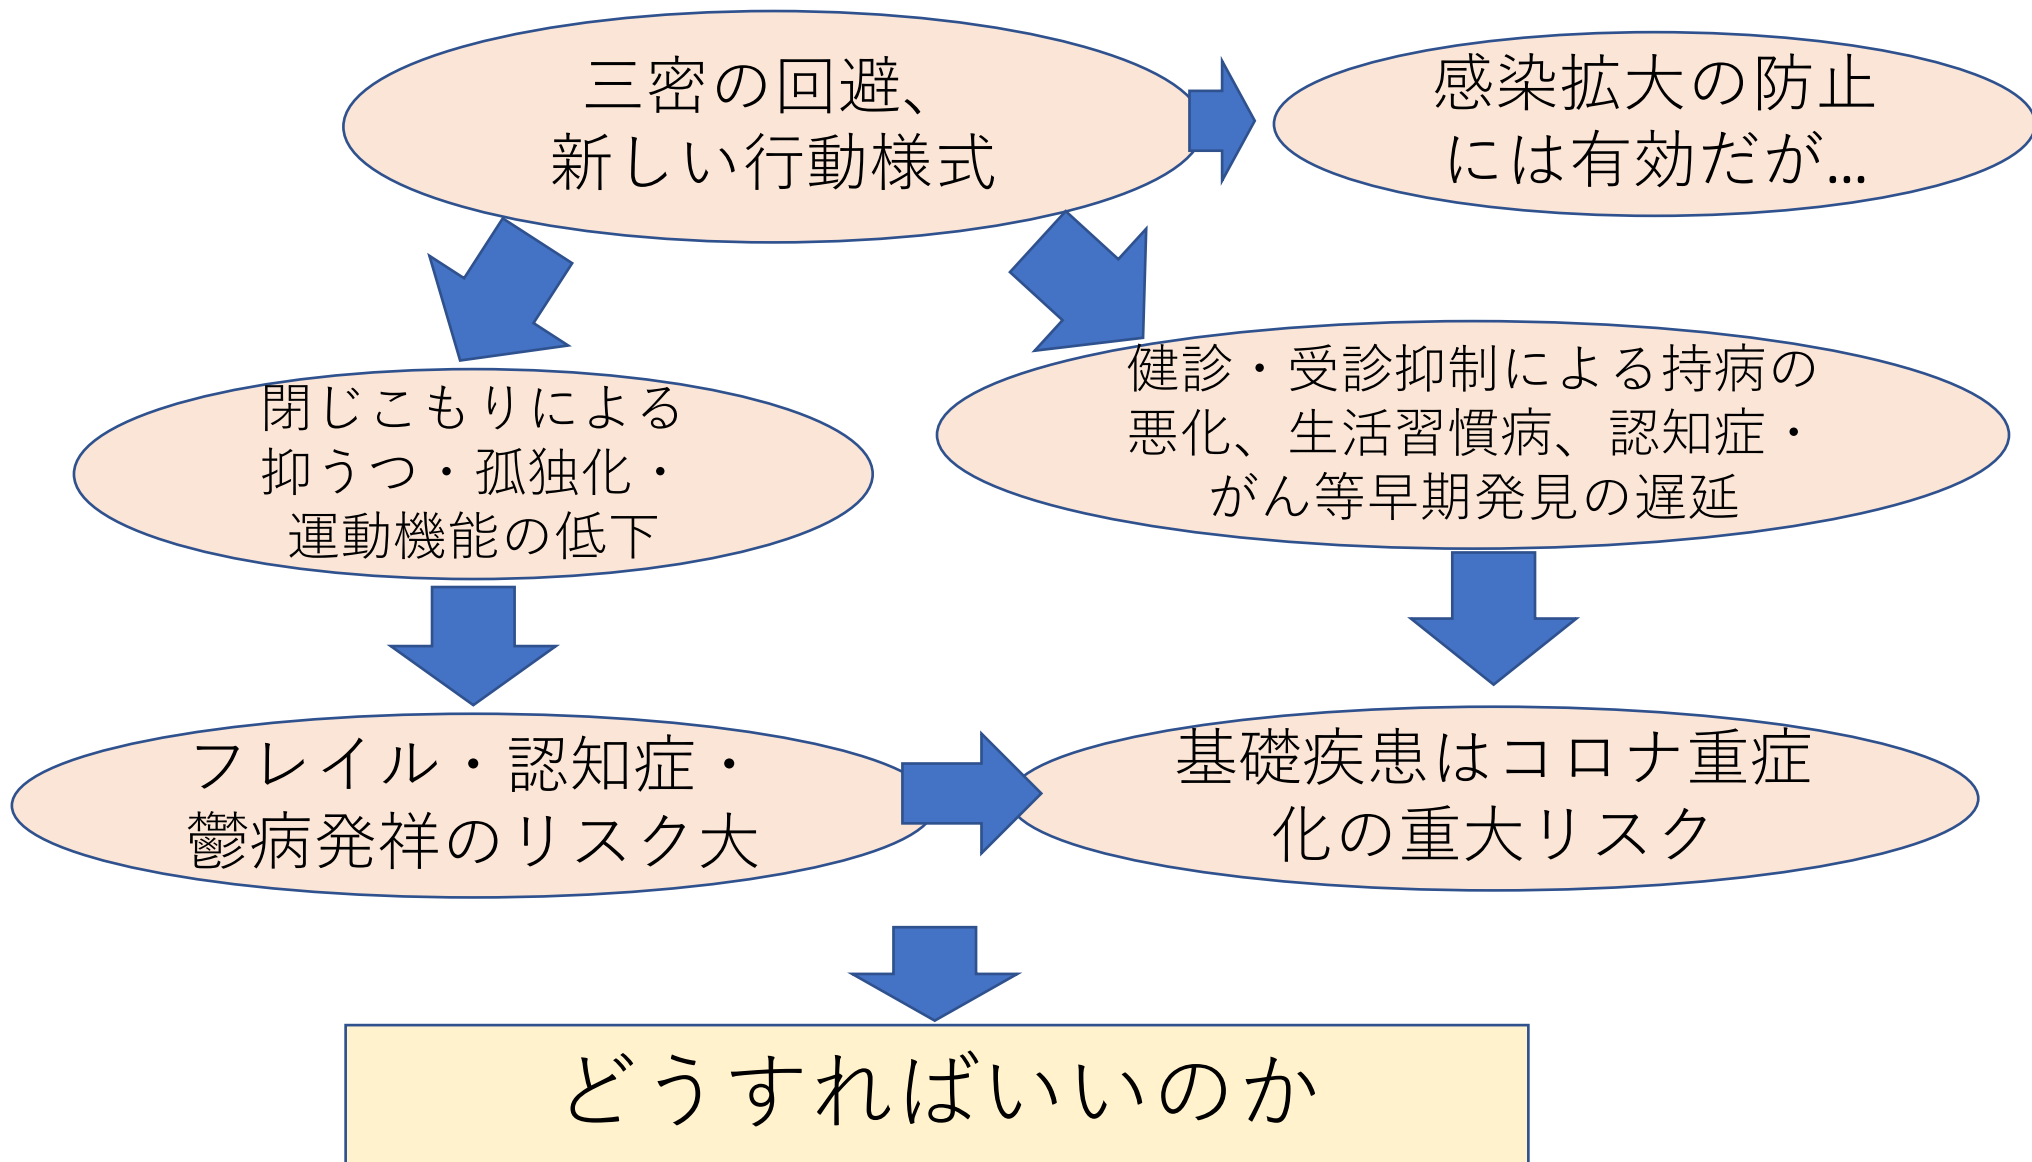 三密の回避、
新しい行動様式
感染拡大の防止
には有効だが…
閉じこもりによる
抑うつ・孤独化・
運動機能の低下
健診・受診抑制による持病の
悪化、生活習慣病、認知症・
がん等早期発見の遅延
フレイル・認知症・
鬱病発祥のリスク大
基礎疾患はコロナ重症
化の重大リスク
どうすればいいのか